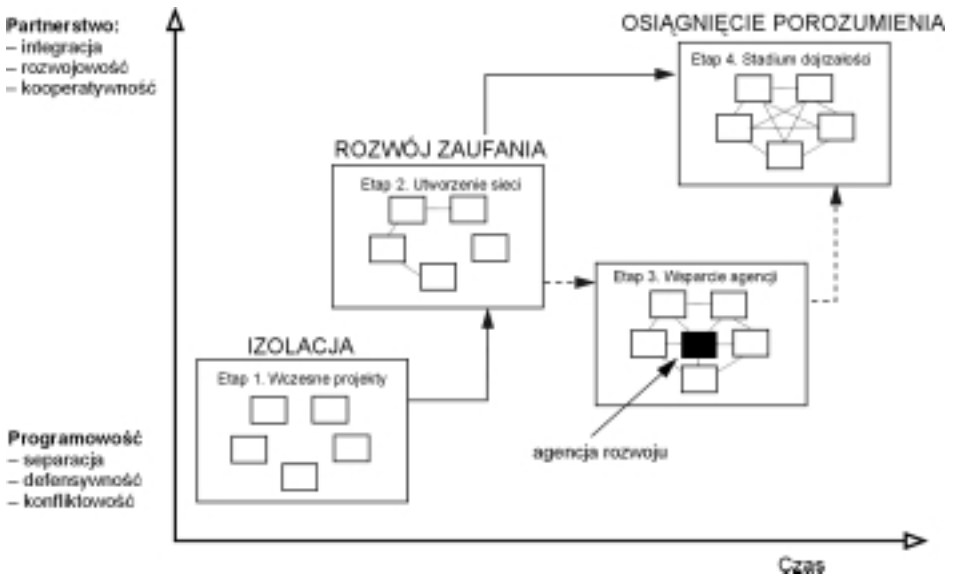 Partnerstwo:
– integracja
– rozwojowość
– kooperatywność
OSIĄGNIĘCIE POROZUMIENIA
Etap 4. Stadium dojrzałości
ROZWÓJ ZAUFANIA
Etap 2. Utworzenie sieci
Etap 3. Wsparcie agencji
IZOLACJA
Etap 1. Wczesne projekty
agencja rozwoju
Programowość
– separacja
– defensywność
– konfliktowość
Czas